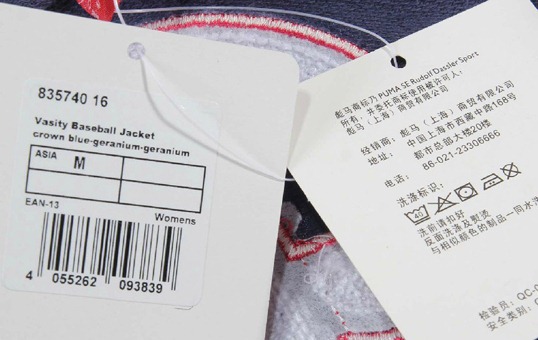 835740 16
Vasity Baseball Jacket
crown blue-geranium-geranium
ASIA M
EAN-13
Womens
4 055262 093839
彪马商标乃 PUMA SE Rudolf Dassler Sport
所有，并委托商标使用被许可人：
彪马（上海）商贸有限公司
经销商：彪马（上海）商贸有限公司
地址：中国上海市西藏中路168号
都市总部大楼20楼
电话：86-021-23306666
洗涤标识：
40
洗前请扣好
反面洗涤及熨烫
与相似颜色的制品一同水洗
检验员：QC-0
安全类别：